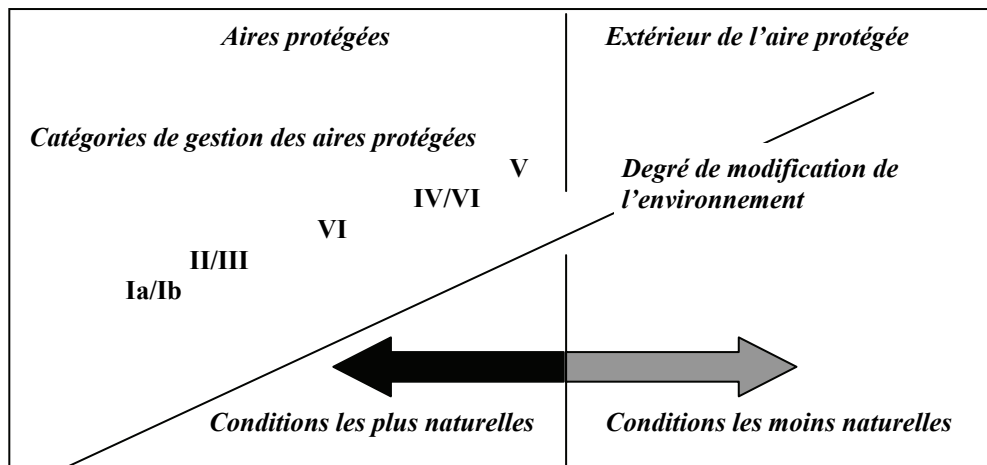 Aires protégées
Extérieur de l'aire protégée
Catégories de gestion des aires protégées
V
Degré de modification de
l'environnement
IV/VI
VI
II/III
Ia/Ib
Conditions les plus naturelles
Conditions les moins naturelles